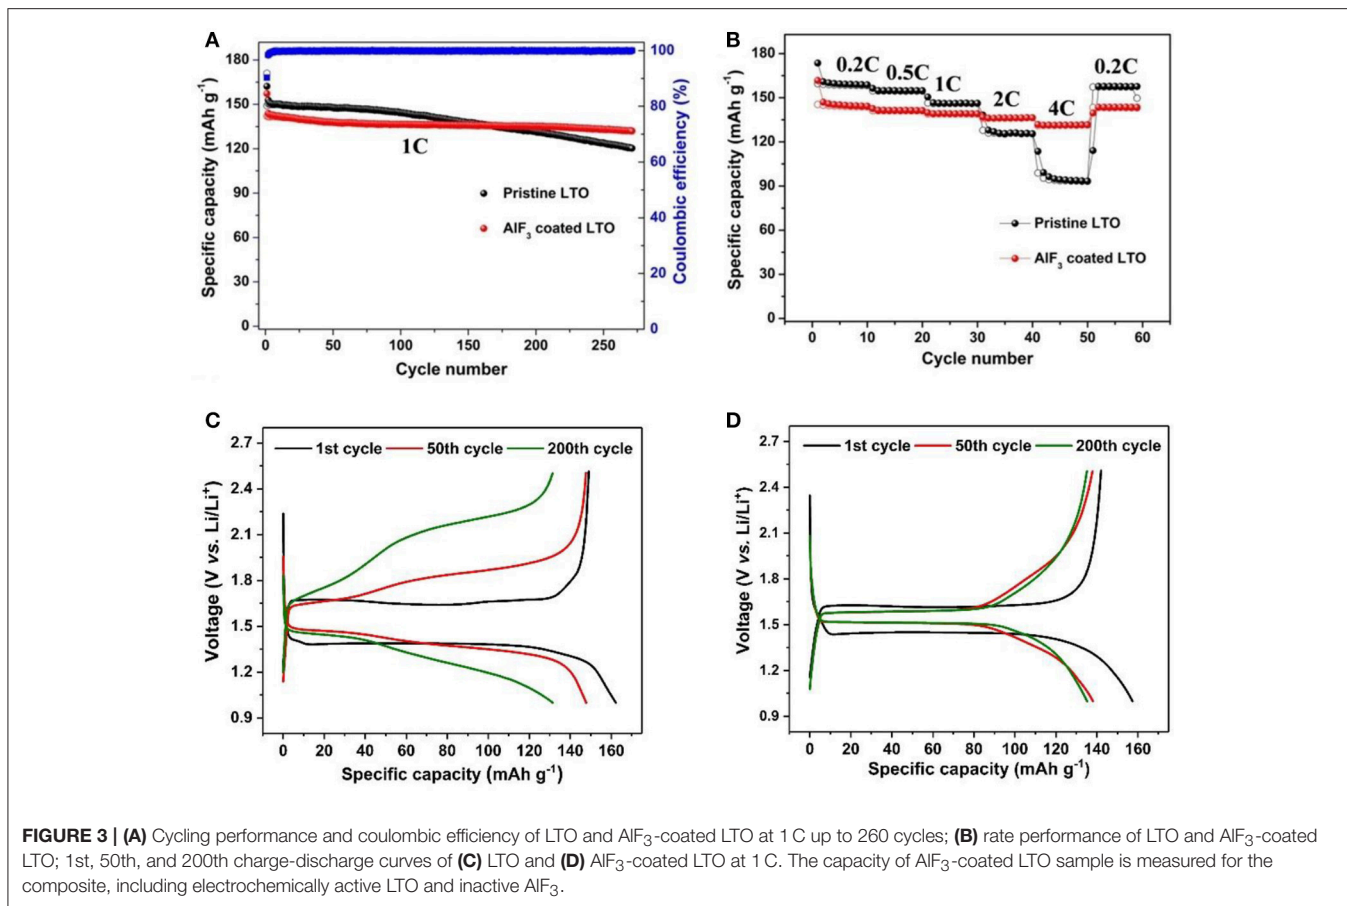 A
B
180
150
120
90
60
30
0
Specific capacity (mAh g⁻¹)
100
80
60
40
20
0
Coulombic efficiency (%)
1C
Pristine LTO
AlF₃ coated LTO
0 50 100 150 200 250
Cycle number
180
150
120
90
60
30
0
Specific capacity (mAh g⁻¹)
0.2C 0.5C 1C 2C 4C 0.2C
Pristine LTO
AlF₃ coated LTO
0 10 20 30 40 50 60
Cycle number
C
D
1st cycle 50th cycle 200th cycle
2.7
2.4
2.1
1.8
1.5
1.2
0.9
Voltage (V vs. Li/Li⁺)
0 20 40 60 80 100 120 140 160
Specific capacity (mAh g⁻¹)
1st cycle 50th cycle 200th cycle
2.7
2.4
2.1
1.8
1.5
1.2
0.9
Voltage (V vs. Li/Li⁺)
0 20 40 60 80 100 120 140 160
Specific capacity (mAh g⁻¹)
FIGURE 3 | (A) Cycling performance and coulombic efficiency of LTO and AlF₃-coated LTO at 1 C up to 260 cycles; (B) rate performance of LTO and AlF₃-coated
LTO; 1st, 50th, and 200th charge-discharge curves of (C) LTO and (D) AlF₃-coated LTO at 1 C. The capacity of AlF₃-coated LTO sample is measured for the
composite, including electrochemically active LTO and inactive AlF₃.